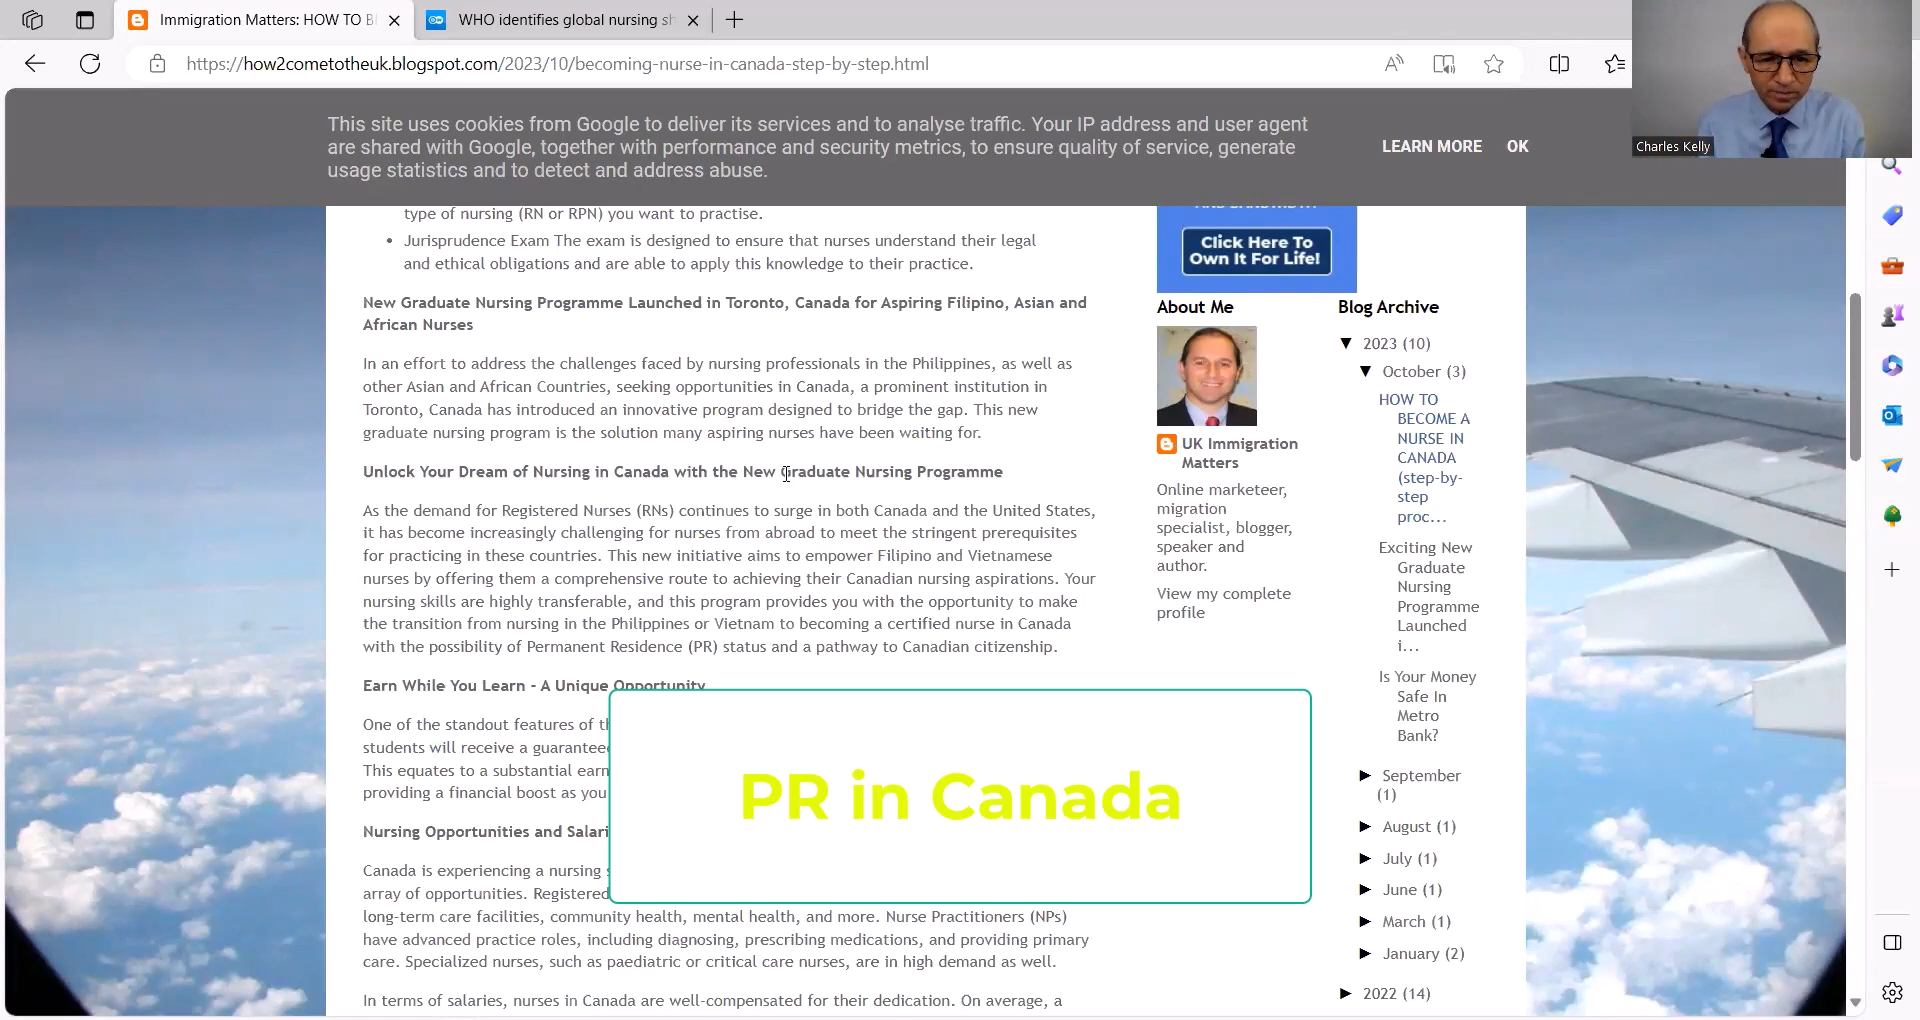 Immigration Matters: HOW TO B
WHO identifies global nursing sh
https://how2cometotheuk.blogspot.com/2023/10/becoming-nurse-in-canada-step-by-step.html
This site uses cookies from Google to deliver its services and to analyse traffic. Your IP address and user agent
are shared with Google, together with performance and security metrics, to ensure quality of service, generate
usage statistics and to detect and address abuse.
LEARN MORE OK
Charles Kelly
type of nursing (RN or RPN) you want to practise.
• Jurisprudence Exam The exam is designed to ensure that nurses understand their legal
and ethical obligations and are able to apply this knowledge to their practice.
New Graduate Nursing Programme Launched in Toronto, Canada for Aspiring Filipino, Asian and
African Nurses
In an effort to address the challenges faced by nursing professionals in the Philippines, as well as
other Asian and African Countries, seeking opportunities in Canada, a prominent institution in
Toronto, Canada has introduced an innovative program designed to bridge the gap. This new
graduate nursing program is the solution many aspiring nurses have been waiting for.
Unlock Your Dream of Nursing in Canada with the New Graduate Nursing Programme
As the demand for Registered Nurses (RNs) continues to surge in both Canada and the United States,
it has become increasingly challenging for nurses from abroad to meet the stringent prerequisites
for practicing in these countries. This new initiative aims to empower Filipino and Vietnamese
nurses by offering them a comprehensive route to achieving their Canadian nursing aspirations. Your
nursing skills are highly transferable, and this program provides you with the opportunity to make
the transition from nursing in the Philippines or Vietnam to becoming a certified nurse in Canada
with the possibility of Permanent Residence (PR) status and a pathway to Canadian citizenship.
Earn While You Learn - A Unique Opportunity
One of the standout features of th
students will receive a guaranteed
This equates to a substantial earn
providing a financial boost as you
Nursing Opportunities and Salari
Canada is experiencing a nursing s
array of opportunities. Registered
long-term care facilities, community health, mental health, and more. Nurse Practitioners (NPs)
have advanced practice roles, including diagnosing, prescribing medications, and providing primary
care. Specialized nurses, such as paediatric or critical care nurses, are in high demand as well.
In terms of salaries, nurses in Canada are well-compensated for their dedication. On average, a
PR in Canada
Click Here To
Own It For Life!
About Me
UK Immigration
Matters
Online marketeer,
migration
specialist, blogger,
speaker and
author.
View my complete
profile
Blog Archive
▼ 2023 (10)
▼ October (3)
HOW TO
BECOME A
NURSE IN
CANADA
(step-by-
step
proc...
Exciting New
Graduate
Nursing
Programme
Launched
i...
Is Your Money
Safe In
Metro
Bank?
► September
(1)
► August (1)
► July (1)
► June (1)
► March (1)
► January (2)
► 2022 (14)